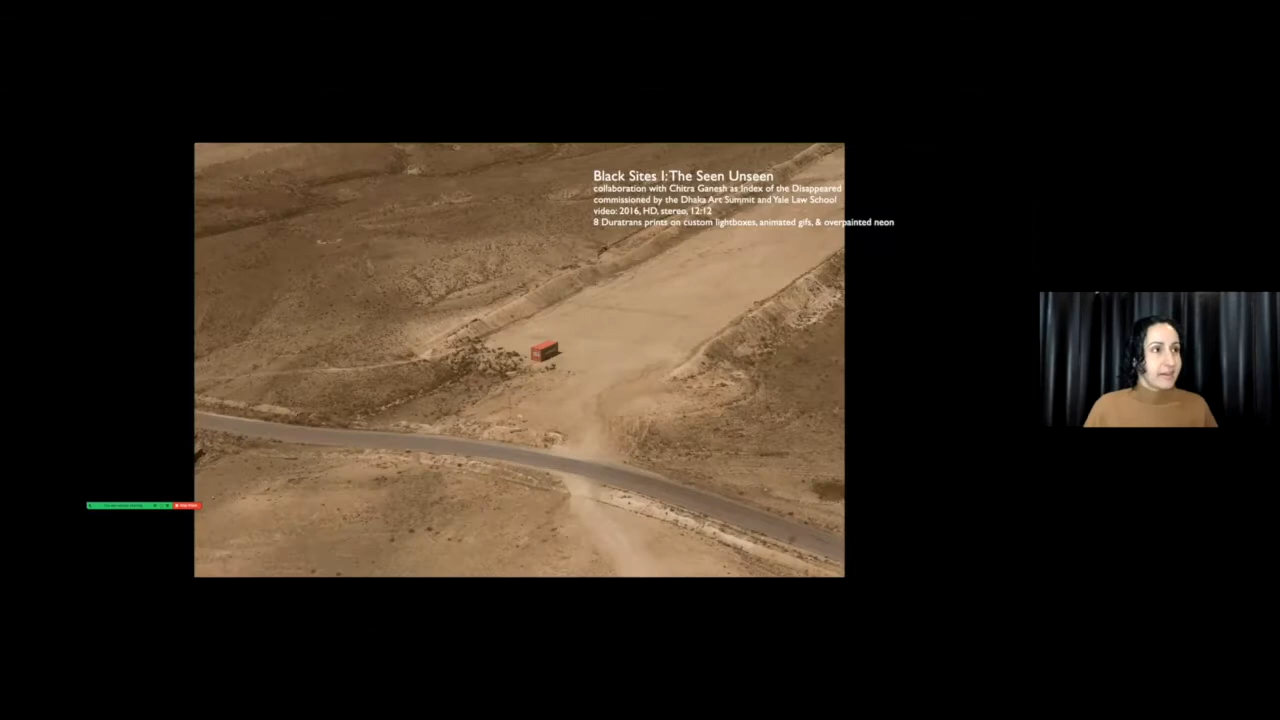 Black Sites I: The Seen Unseen
collaboration with Chitra Ganesh as Index of the Disappeared
commissioned by the Dhaka Art Summit and Yale Law School
video: 2016, HD, stereo, 12:12
8 Duratrans prints on custom lightboxes, animated gifs, & overpainted neon